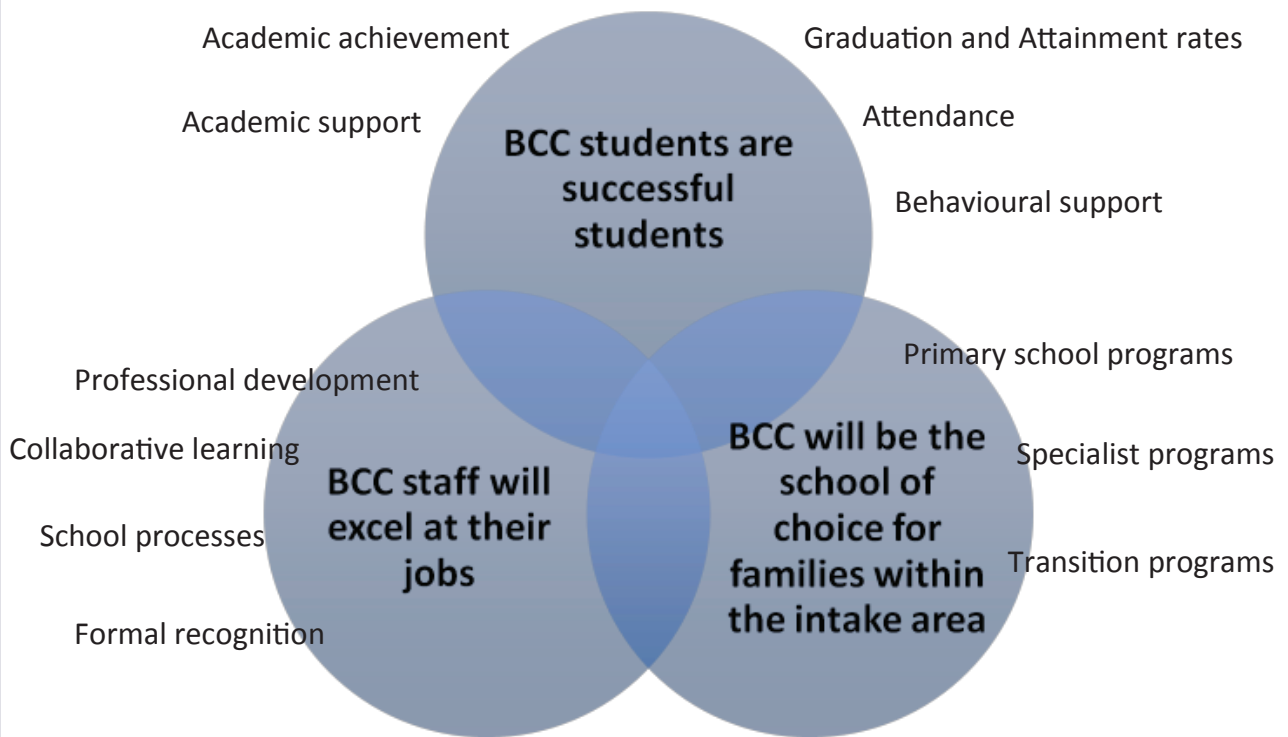 Academic achievement
Graduation and Attainment rates
Academic support
Attendance
BCC students are
successful
students
Behavioural support
Primary school programs
Professional development
Collaborative learning
BCC staff will
excel at their
jobs
School processes
Formal recognition
BCC will be the
school of
choice for
families within
the intake area
Specialist programs
Transition programs